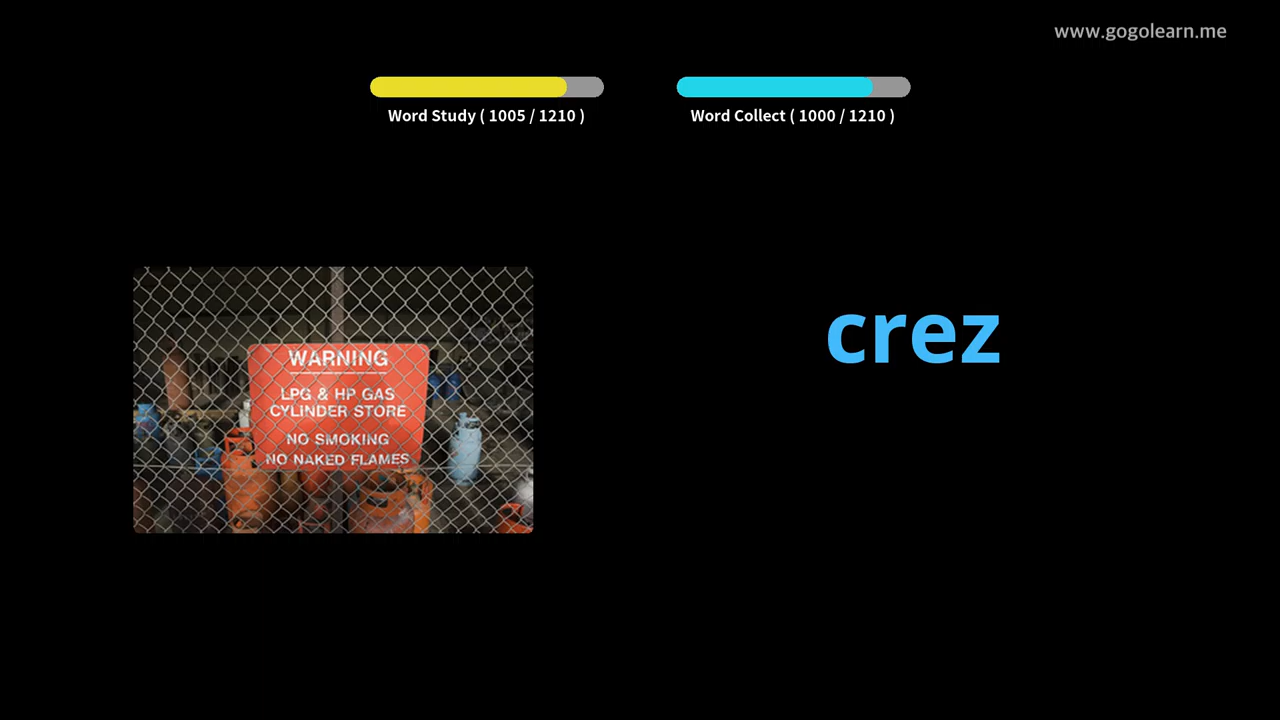 www.gogolearn.me
Word Study ( 1005 / 1210 )
Word Collect ( 1000 / 1210 )
WARNING
LPG & HP GAS
CYLINDER STORE
NO SMOKING
NO NAKED FLAMES
crez